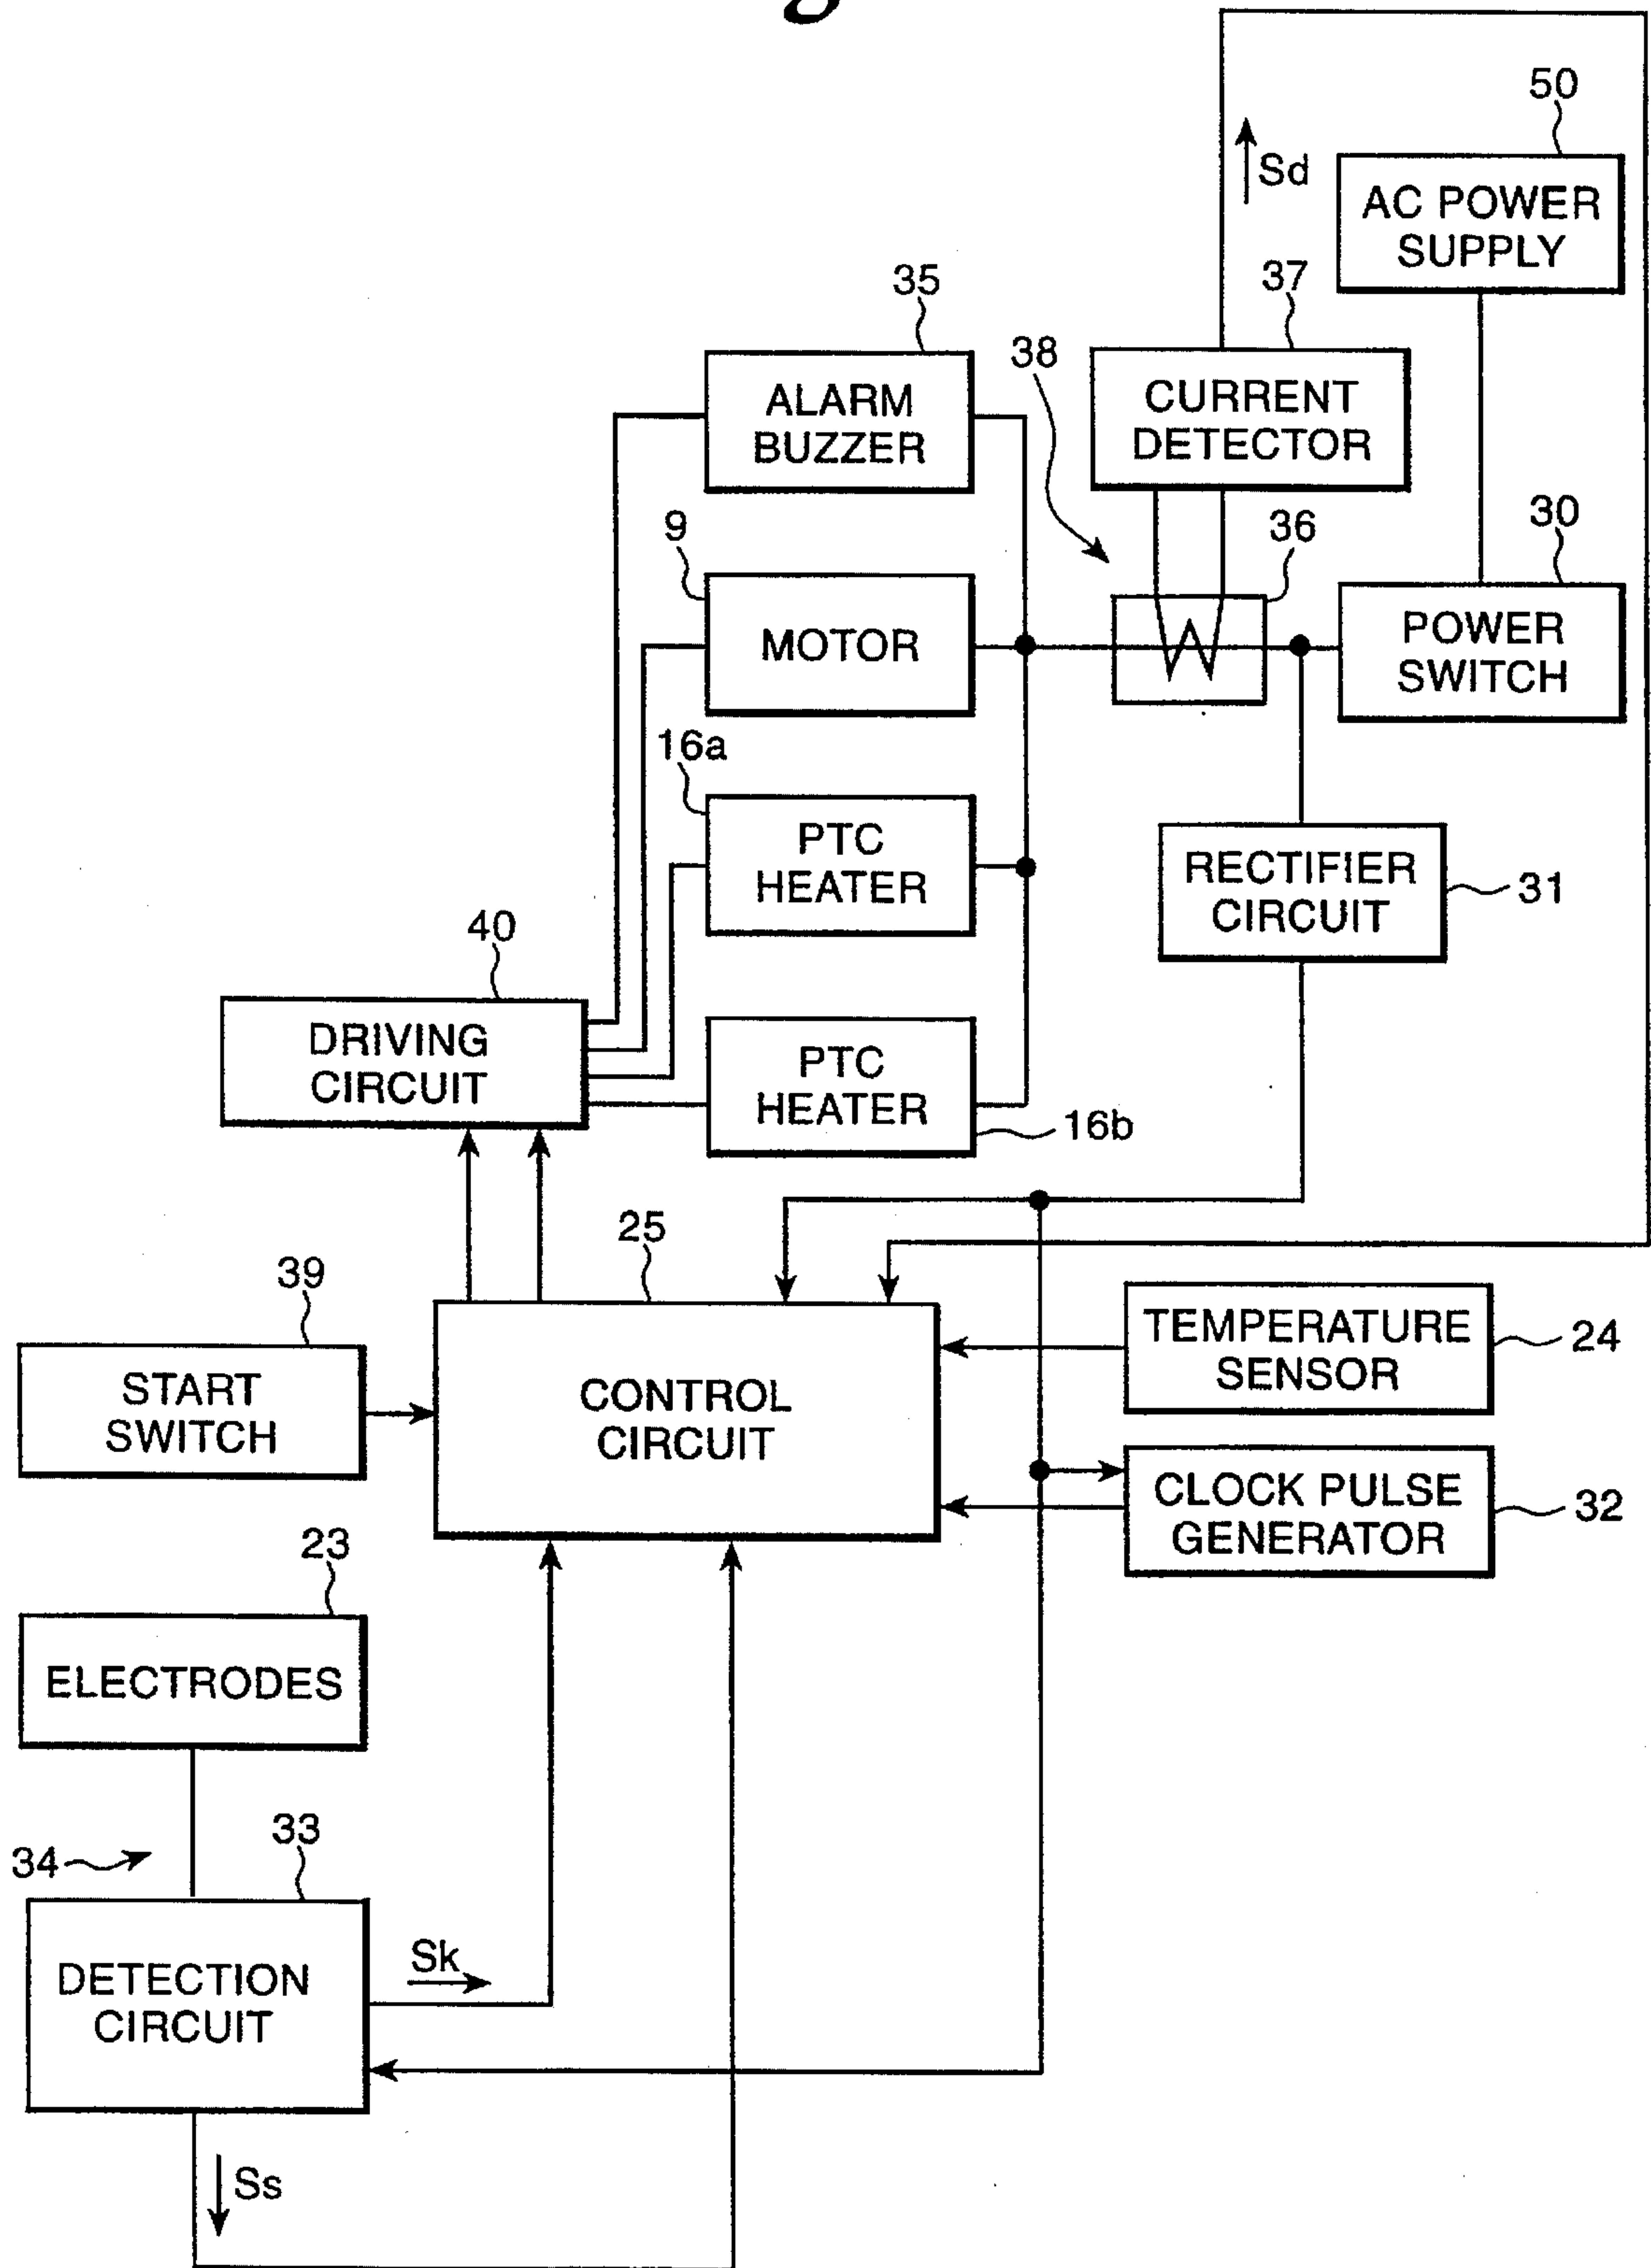 50
Sd
AC POWER
SUPPLY
35
37
38
ALARM
BUZZER
CURRENT
DETECTOR
9
36
30
MOTOR
POWER
SWITCH
16a
PTC
HEATER
RECTIFIER
CIRCUIT
31
40
DRIVING
CIRCUIT
PTC
HEATER
16b
25
39
TEMPERATURE
SENSOR
24
START
SWITCH
CONTROL
CIRCUIT
CLOCK PULSE
GENERATOR
32
23
ELECTRODES
33
34
Sk
DETECTION
CIRCUIT
Ss